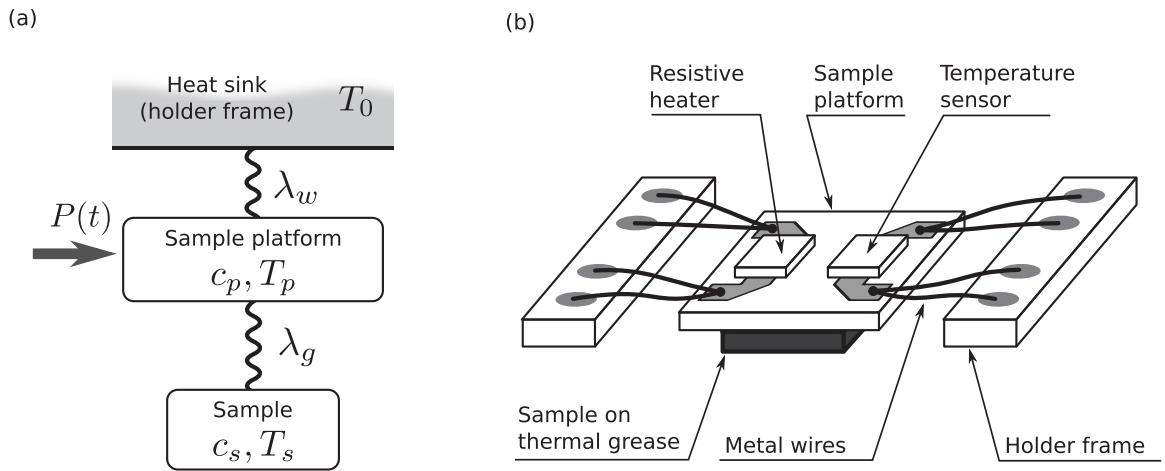 (a)
Heat sink
(holder frame)
T₀
λ_w
P(t)
Sample platform
c_p, T_p
λ_g
Sample
c_s, T_s
(b)
Resistive
heater
Sample
platform
Temperature
sensor
Sample on
thermal grease
Metal wires
Holder frame